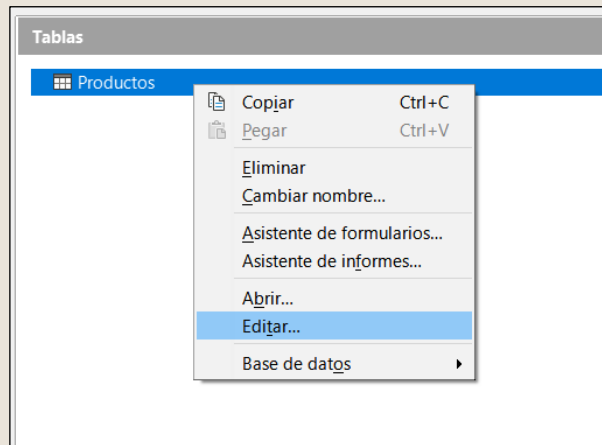 Tablas
Productos
Copiar Ctrl+C
Pegar Ctrl+V
Eliminar
Cambiar nombre...
Asistente de formularios...
Asistente de informes...
Abrir...
Editar...
Base de datos